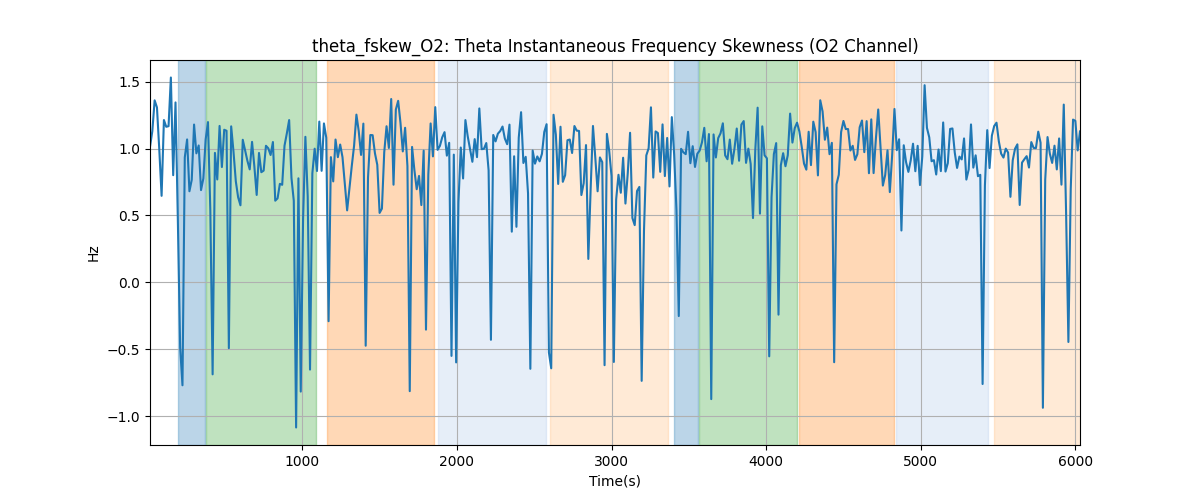 theta_fskew_O2: Theta Instantaneous Frequency Skewness (O2 Channel)
1.5
1.0
0.5
0.0
−0.5
−1.0
Hz
1000 2000 3000 4000 5000 6000
Time(s)